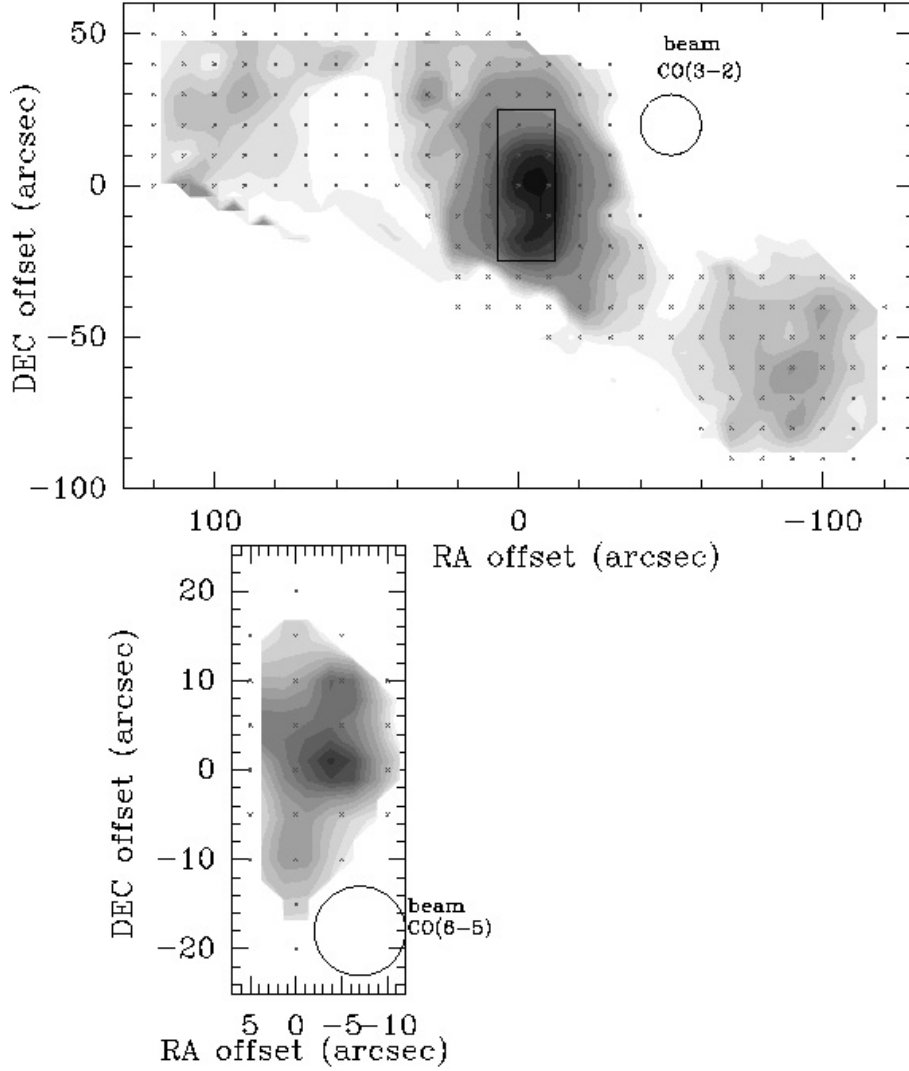 50
0
−50
−100
DEC offset (arcsec)
beam
CO(3−2)
100
0
−100
RA offset (arcsec)
20
10
0
−10
−20
DEC offset (arcsec)
beam
CO(6−5)
5
0
−5
−10
RA offset (arcsec)